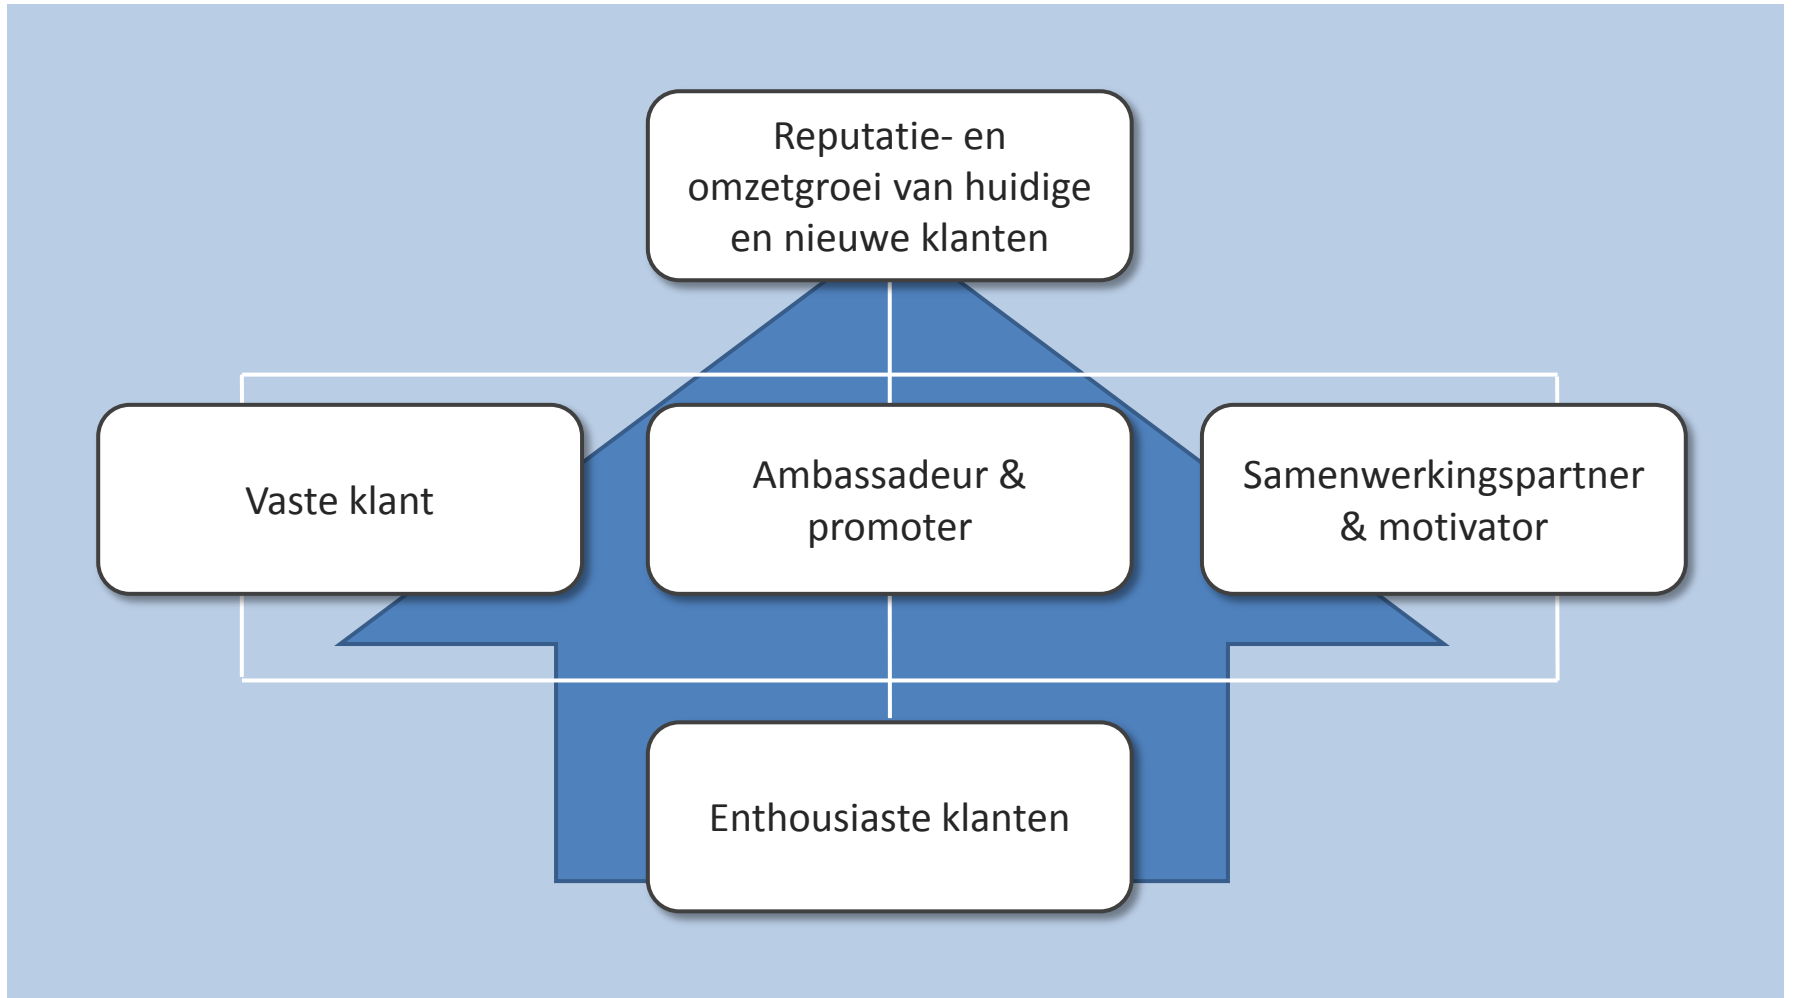 Reputatie- en
omzetgroei van huidige
en nieuwe klanten
Vaste klant
Ambassadeur &
promoter
Samenwerkingspartner
& motivator
Enthousiaste klanten